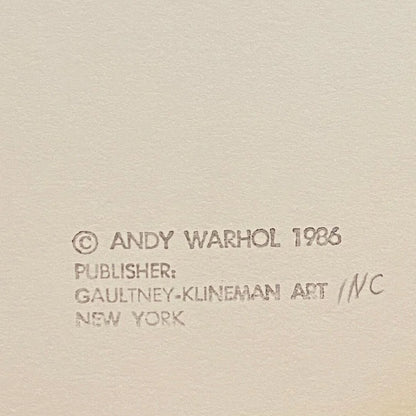 © ANDY WARHOL 1986
PUBLISHER:
GAULTNEY-KLINEMAN ART INC
NEW YORK